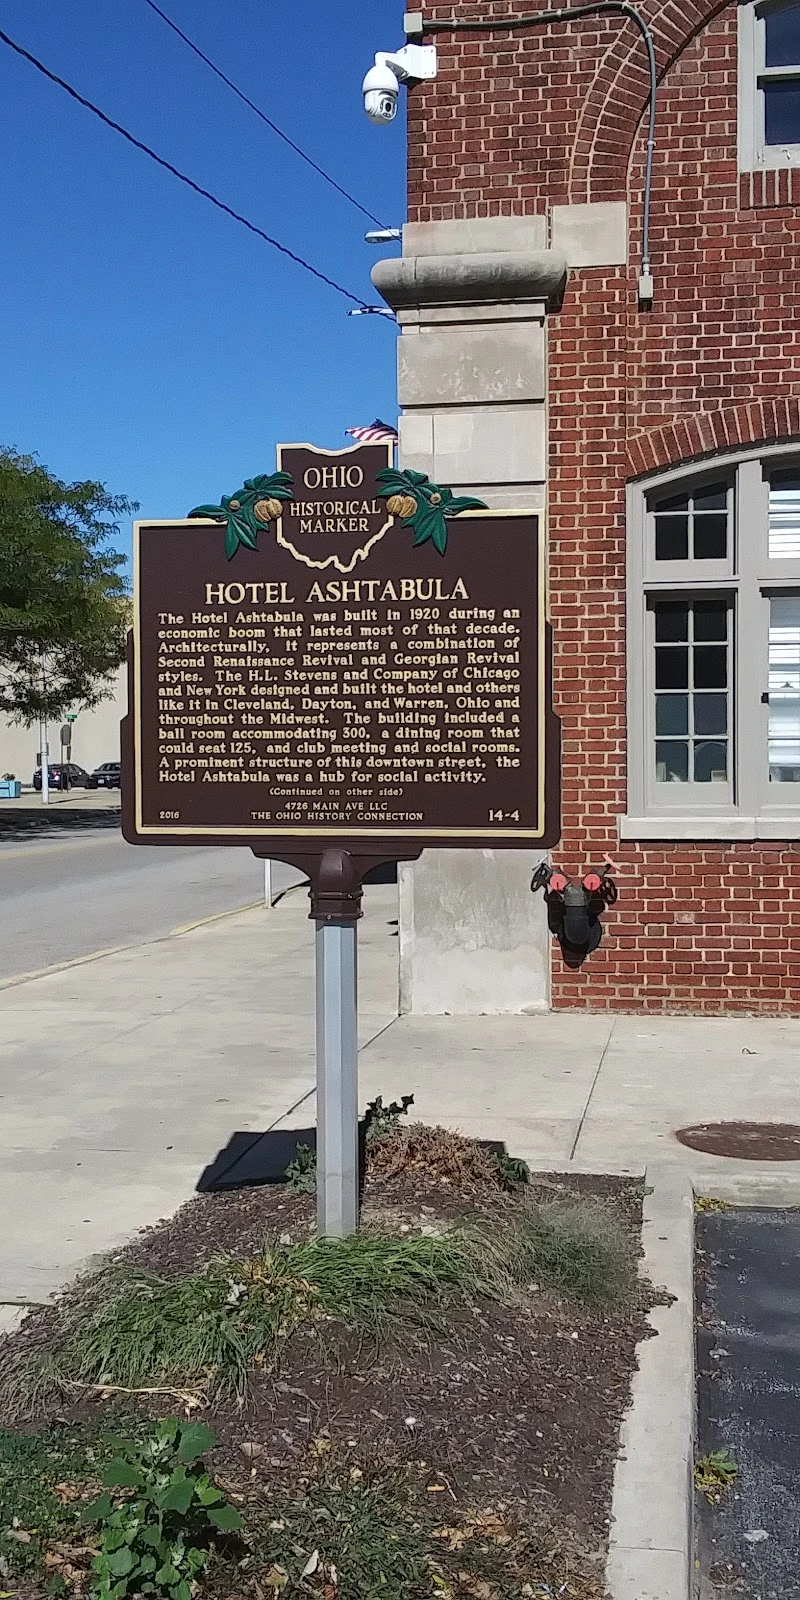 OHIO
HISTORICAL
MARKER
HOTEL ASHTABULA
The Hotel Ashtabula was built in 1920 during an
economic boom that lasted most of that decade.
Architecturally, it represents a combination of
Second Renaissance Revival and Georgian Revival
styles. The H.L. Stevens and Company of Chicago
and New York designed and built the hotel and others
like it in Cleveland, Dayton, and Warren, Ohio and
throughout the Midwest. The building included a
ball room accommodating 300, a dining room that
could seat 125, and club meeting and social rooms.
A prominent structure of this downtown street, the
Hotel Ashtabula was a hub for social activity.
(Continued on other side)
4726 MAIN AVE LLC
2016 THE OHIO HISTORY CONNECTION 14-4